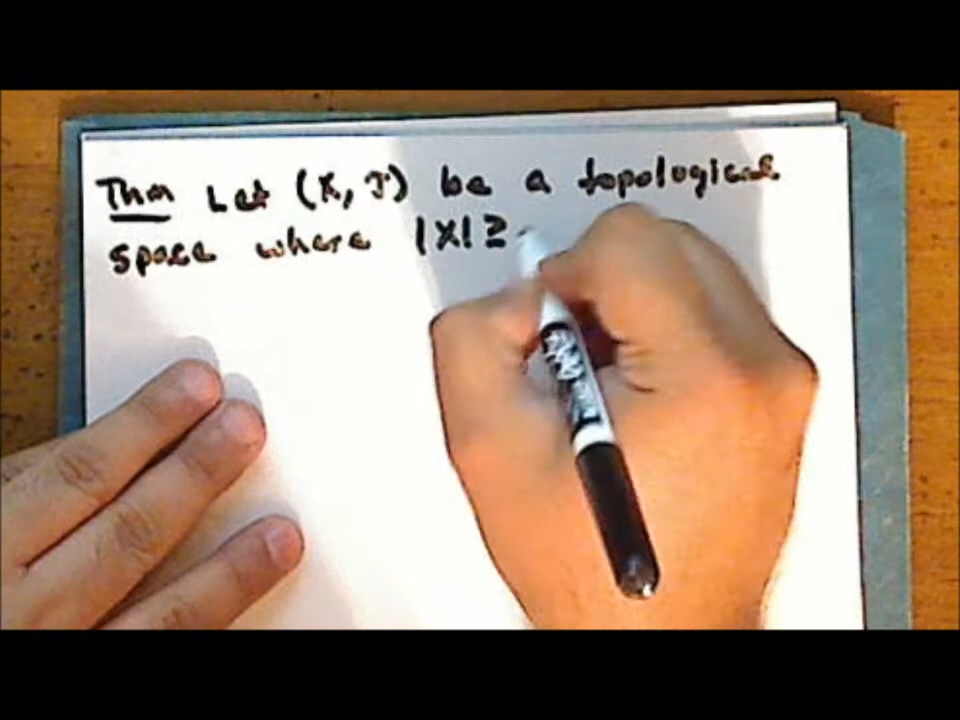 Thm Let (X, T) be a topological
space where |X| ≥